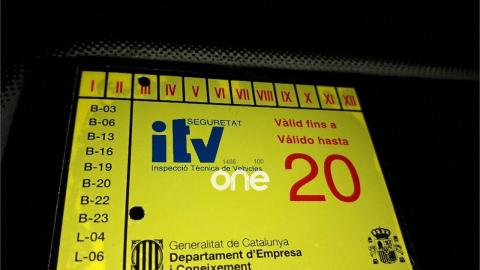 I II III IV V VI VII VIII IX X XI XII
B-03
B-06
B-13
B-16
B-19
B-20
B-22
B-23
L-04
L-06
SEGURETAT
itv
1486 100
Inspecció Tècnica de Vehicles
one
Vàlid fins a
Válido hasta
20
Generalitat de Catalunya
Departament d'Empresa
i Coneixement